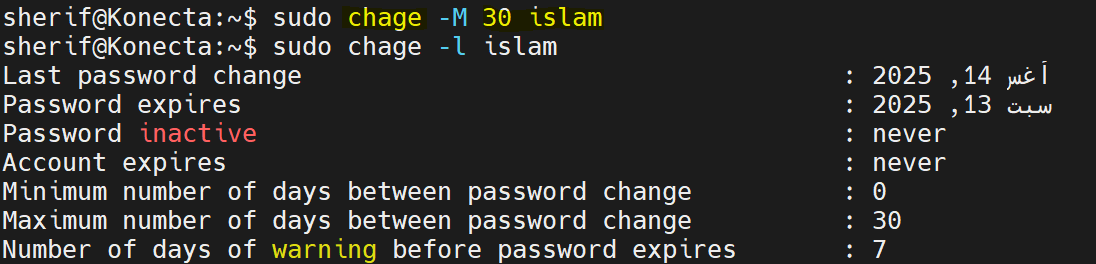 sherif@Konecta:~$ sudo chage -M 30 islam
sherif@Konecta:~$ sudo chage -l islam
Last password change : 2025 ,14 أغس
Password expires : 2025 ,13 سبت
Password inactive : never
Account expires : never
Minimum number of days between password change : 0
Maximum number of days between password change : 30
Number of days of warning before password expires : 7